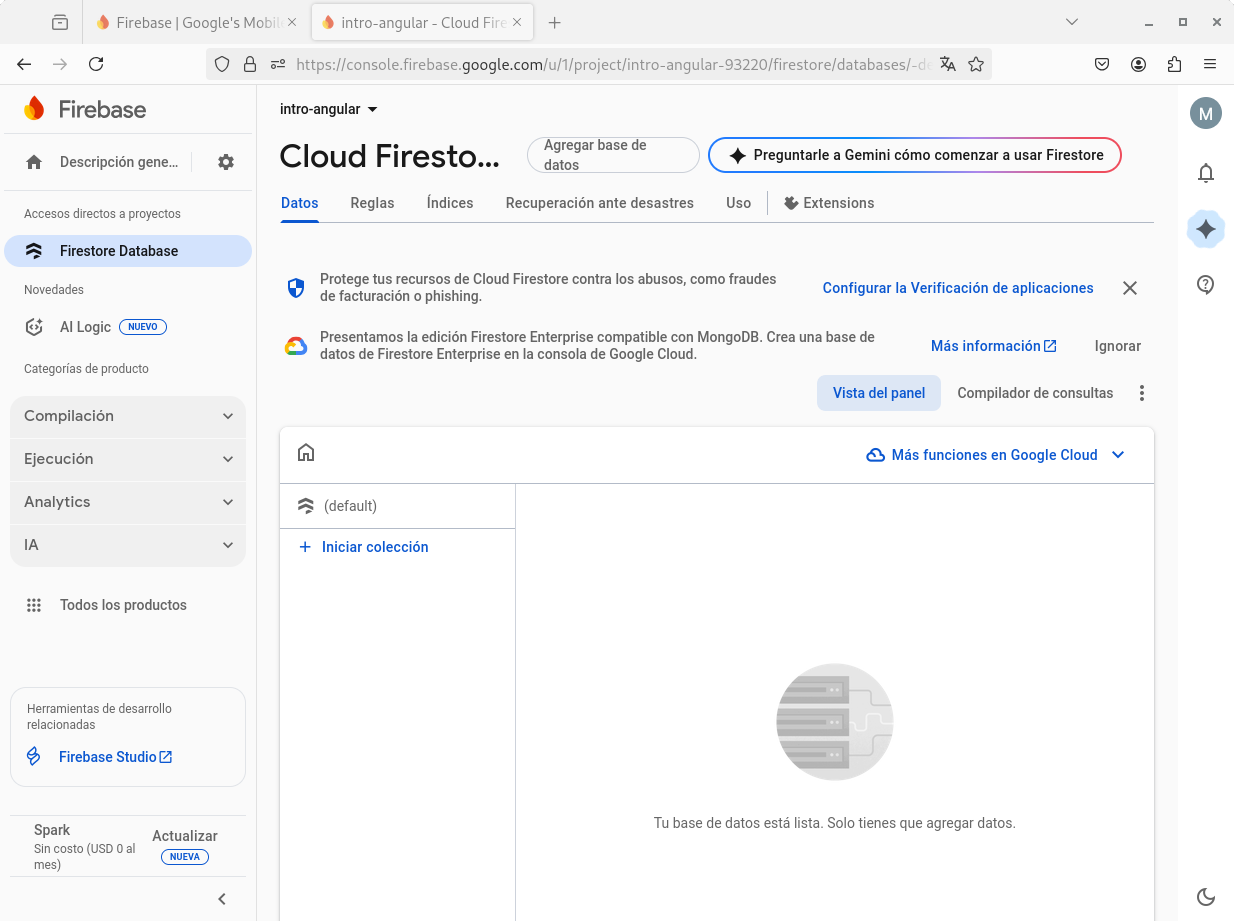 Firebase | Google's Mobil
intro-angular - Cloud Fire
https://console.firebase.google.com/u/1/project/intro-angular-93220/firestore/databases/-de
Firebase
Descripción gene...
Accesos directos a proyectos
Firestore Database
Novedades
AI Logic NUEVO
Categorías de producto
Compilación
Ejecución
Analytics
IA
Todos los productos
Herramientas de desarrollo
relacionadas
Firebase Studio
Spark
Sin costo (USD 0 al
mes)
Actualizar
NUEVA
intro-angular
Cloud Firesto...
Agregar base de
datos
Preguntarle a Gemini cómo comenzar a usar Firestore
Datos Reglas Índices Recuperación ante desastres Uso Extensions
Protege tus recursos de Cloud Firestore contra los abusos, como fraudes
de facturación o phishing.
Configurar la Verificación de aplicaciones
Presentamos la edición Firestore Enterprise compatible con MongoDB. Crea una base de
datos de Firestore Enterprise en la consola de Google Cloud.
Más información Ignorar
Vista del panel Compilador de consultas
Más funciones en Google Cloud
(default)
+ Iniciar colección
Tu base de datos está lista. Solo tienes que agregar datos.
M